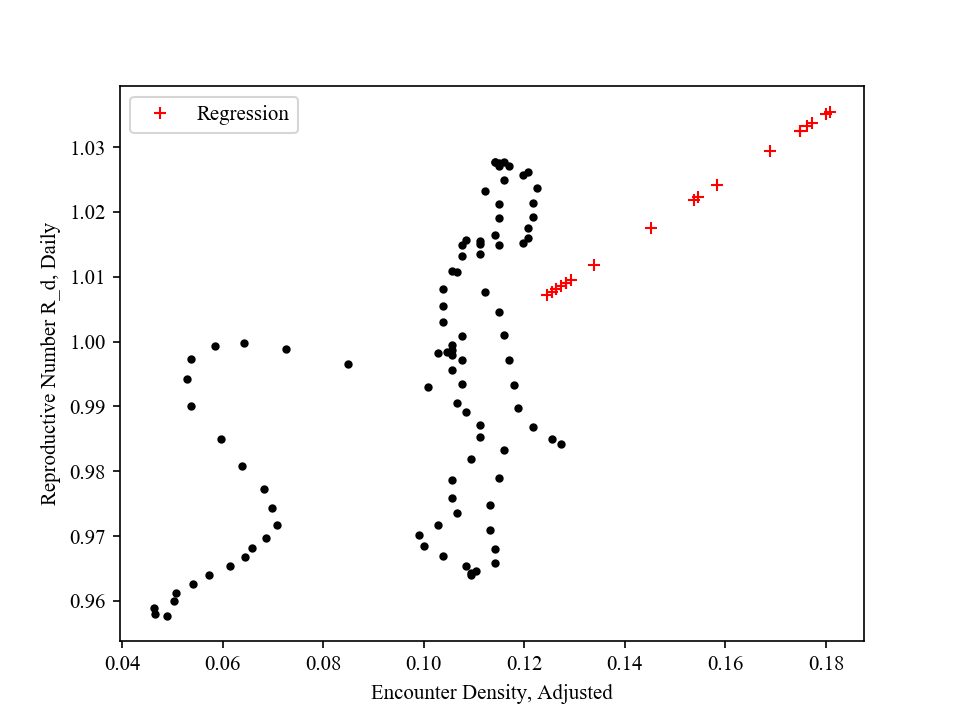 Regression
1.03
1.02
1.01
1.00
0.99
0.98
0.97
0.96
Reproductive Number R_d, Daily
0.04 0.06 0.08 0.10 0.12 0.14 0.16 0.18
Encounter Density, Adjusted